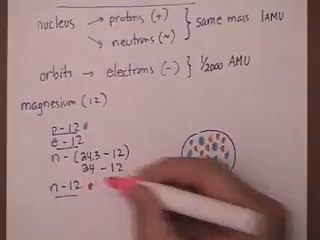 nucleus → protons (+) } same mass 1AMU
→ neutrons (~)
orbits → electrons (-) } 1/2000 AMU
magnesium (12)
p - 12
e - 12
n - (24.3 - 12)
24 - 12
n - 12